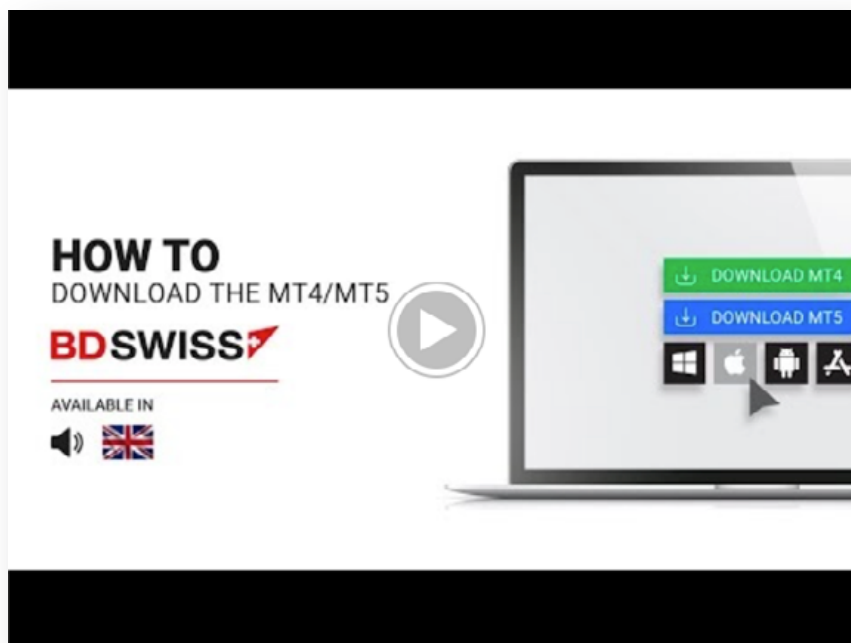 HOW TO
DOWNLOAD THE MT4/MT5
BDSWISS
AVAILABLE IN
DOWNLOAD MT4
DOWNLOAD MT5